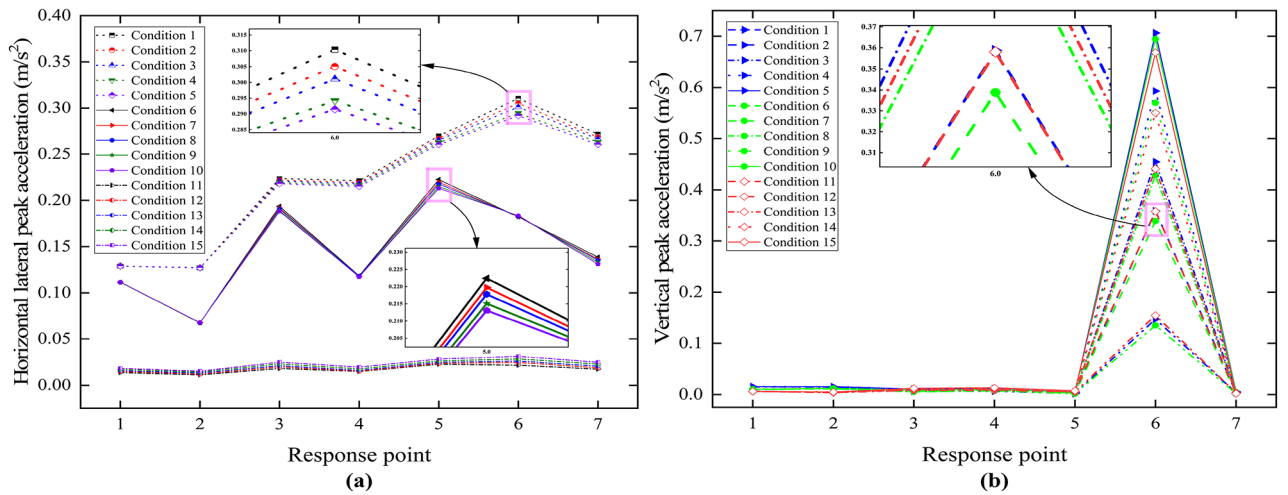 Horizontal lateral peak acceleration (m/s²)
0.40
0.35
0.30
0.25
0.20
0.15
0.10
0.05
0.00
Condition 1
Condition 2
Condition 3
Condition 4
Condition 5
Condition 6
Condition 7
Condition 8
Condition 9
Condition 10
Condition 11
Condition 12
Condition 13
Condition 14
Condition 15
0.315
0.310
0.305
0.300
0.295
0.290
0.284
6.0
0.230
0.225
0.220
0.215
0.210
0.205
0.201
5.0
1 2 3 4 5 6 7
Response point
(a)
Vertical peak acceleration (m/s²)
0.7
0.6
0.5
0.4
0.3
0.2
0.1
0.0
Condition 1
Condition 2
Condition 3
Condition 4
Condition 5
Condition 6
Condition 7
Condition 8
Condition 9
Condition 10
Condition 11
Condition 12
Condition 13
Condition 14
Condition 15
0.37
0.36
0.35
0.34
0.33
0.32
0.31
6.0
1 2 3 4 5 6 7
Response point
(b)